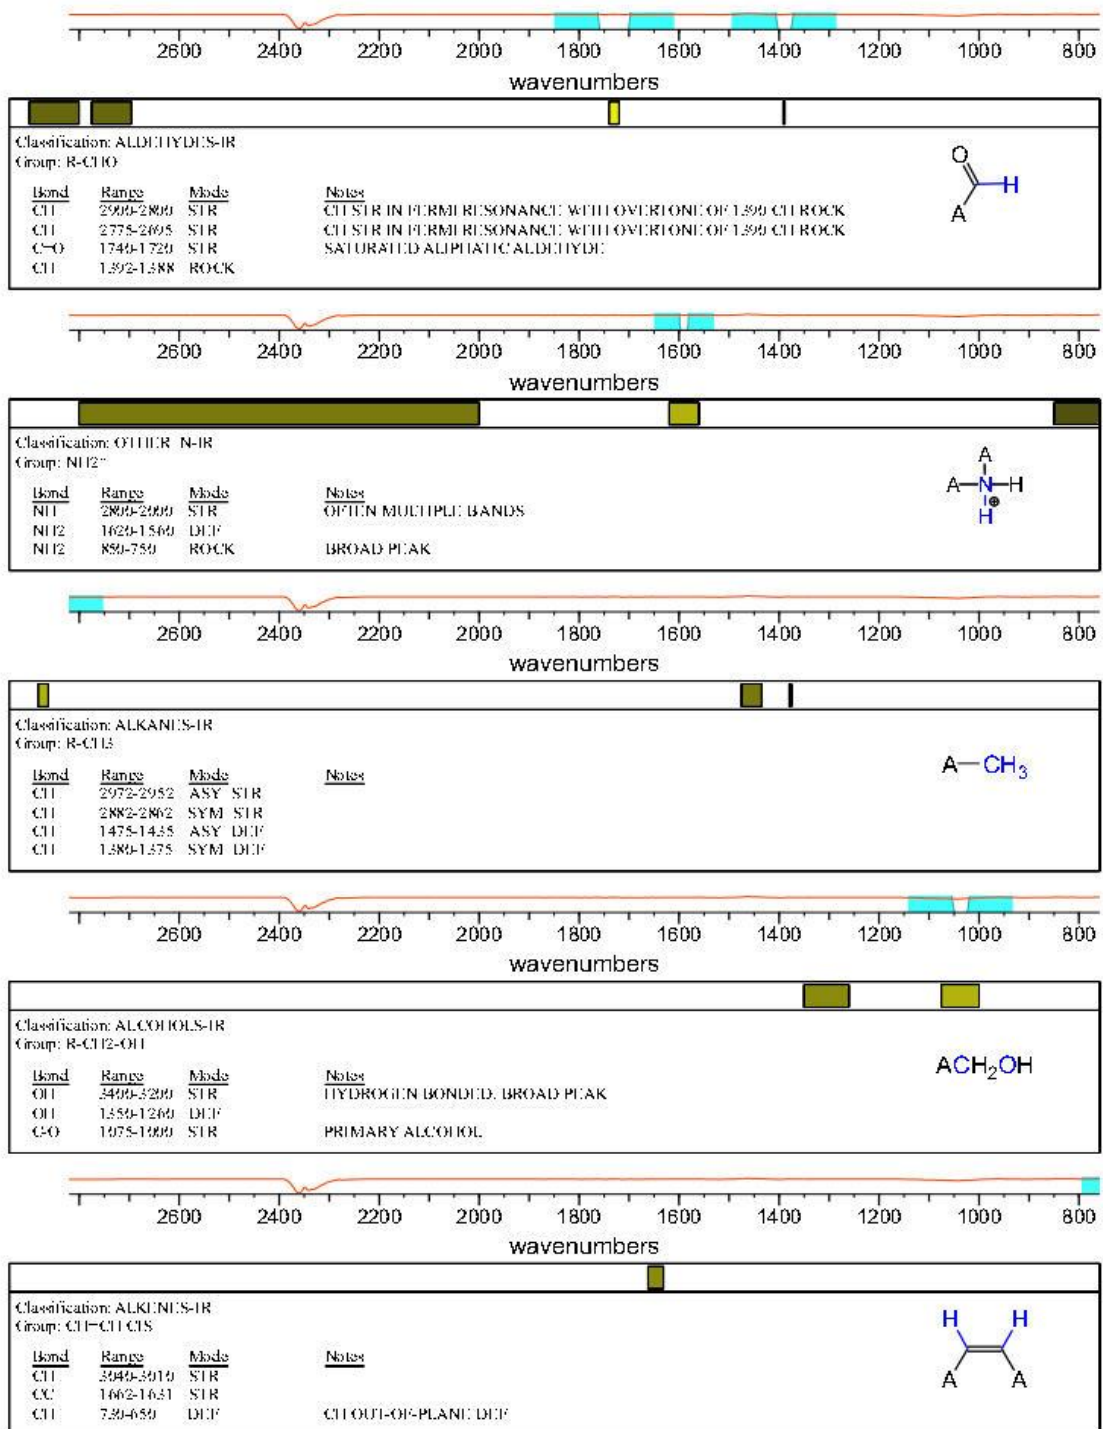 2600 2400 2200 2000 1800 1600 1400 1200 1000 800
wavenumbers
Classification: ALDEHYDES-IR
Group: R-CHO
Bond Range Mode Notes
CH 2900-2800 STR CH STR IN FERMI RESONANCE WITH OVERTONE OF 1390 CH ROCK
CH 2775-2695 STR CH STR IN FERMI RESONANCE WITH OVERTONE OF 1390 CH ROCK
C=O 1740-1720 STR SATURATED ALIPHATIC ALDEHYDE
CH 1392-1388 ROCK
O
H
A
2600 2400 2200 2000 1800 1600 1400 1200 1000 800
wavenumbers
Classification: OTHER_N-IR
Group: NH2+
Bond Range Mode Notes
NH 2800-2000 STR OFTEN MULTIPLE BANDS
NH2 1620-1560 DEF
NH2 850-750 ROCK BROAD PEAK
A
A N H
⊕
H
2600 2400 2200 2000 1800 1600 1400 1200 1000 800
wavenumbers
Classification: ALKANES-IR
Group: R-CH3
Bond Range Mode Notes
CH 2972-2952 ASY_STR
CH 2882-2862 SYM_STR
CH 1475-1435 ASY_DEF
CH 1380-1375 SYM_DEF
A—CH3
2600 2400 2200 2000 1800 1600 1400 1200 1000 800
wavenumbers
Classification: ALCOHOLS-IR
Group: R-CH2-OH
Bond Range Mode Notes
OH 3400-3200 STR HYDROGEN BONDED, BROAD PEAK
OH 1350-1260 DEF
C-O 1075-1000 STR PRIMARY ALCOHOL
ACH2OH
2600 2400 2200 2000 1800 1600 1400 1200 1000 800
wavenumbers
Classification: ALKENES-IR
Group: CH=CH CIS
Bond Range Mode Notes
CH 3040-3010 STR
CC 1662-1631 STR
CH 730-650 DEF CH OUT-OF-PLANE DEF
H H
A A